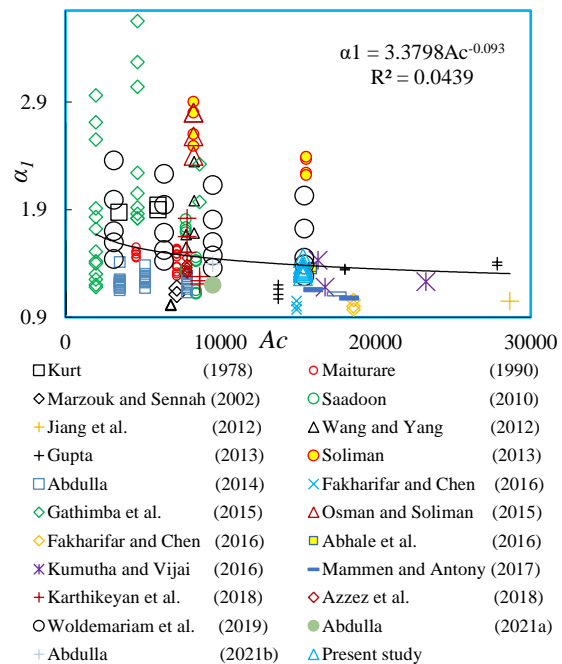 α1 = 3.3798Ac^-0.093
R² = 0.0439
2.9
α1
1.9
0.9
0 10000 Ac 20000 30000
Kurt (1978) Maiturare (1990)
Marzouk and Sennah (2002) Saadoon (2010)
Jiang et al. (2012) Wang and Yang (2012)
Gupta (2013) Soliman (2013)
Abdulla (2014) Fakharifar and Chen (2016)
Gathimba et al. (2015) Osman and Soliman (2015)
Fakharifar and Chen (2016) Abhale et al. (2016)
Kumutha and Vijai (2016) Mammen and Antony (2017)
Karthikeyan et al. (2018) Azzez et al. (2018)
Woldemariam et al. (2019) Abdulla (2021a)
Abdulla (2021b) Present study